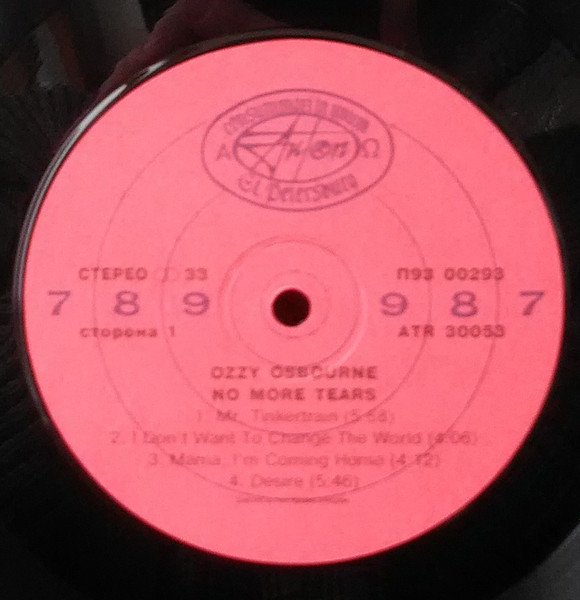 А Ω
St. Petersburg
СТЕРЕО 33 П93 00293
7 8 9 9 8 7
сторона 1 ATR 30053
OZZY OSBOURNE
NO MORE TEARS
1. Mr. Tinkertrain (5:58)
2. I Don't Want To Change The World (4:06)
3. Mama, I'm Coming Home (4:12)
4. Desire (5:46)